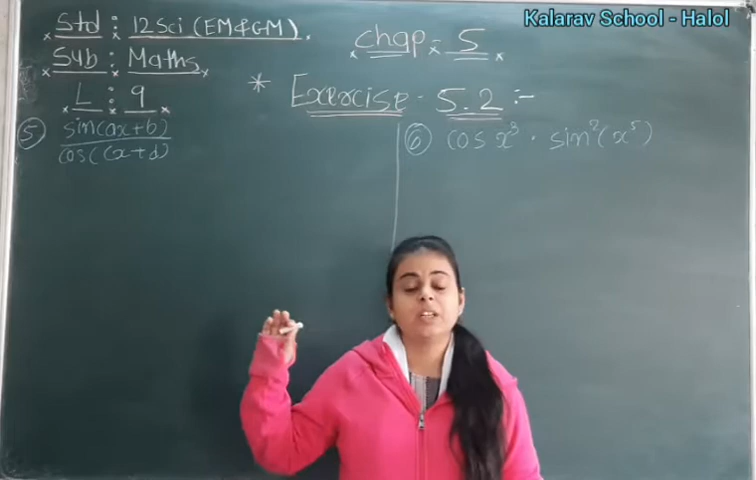 Kalarav School - Halol
Std : 12 Sci (EM&GM).
Sub : Maths
L : 9
Chap - 5
* Exercise - 5.2 :-
⑤ sin(ax+b)
cos(cx+d)
⑥ cos x³ . sin²(x⁵)